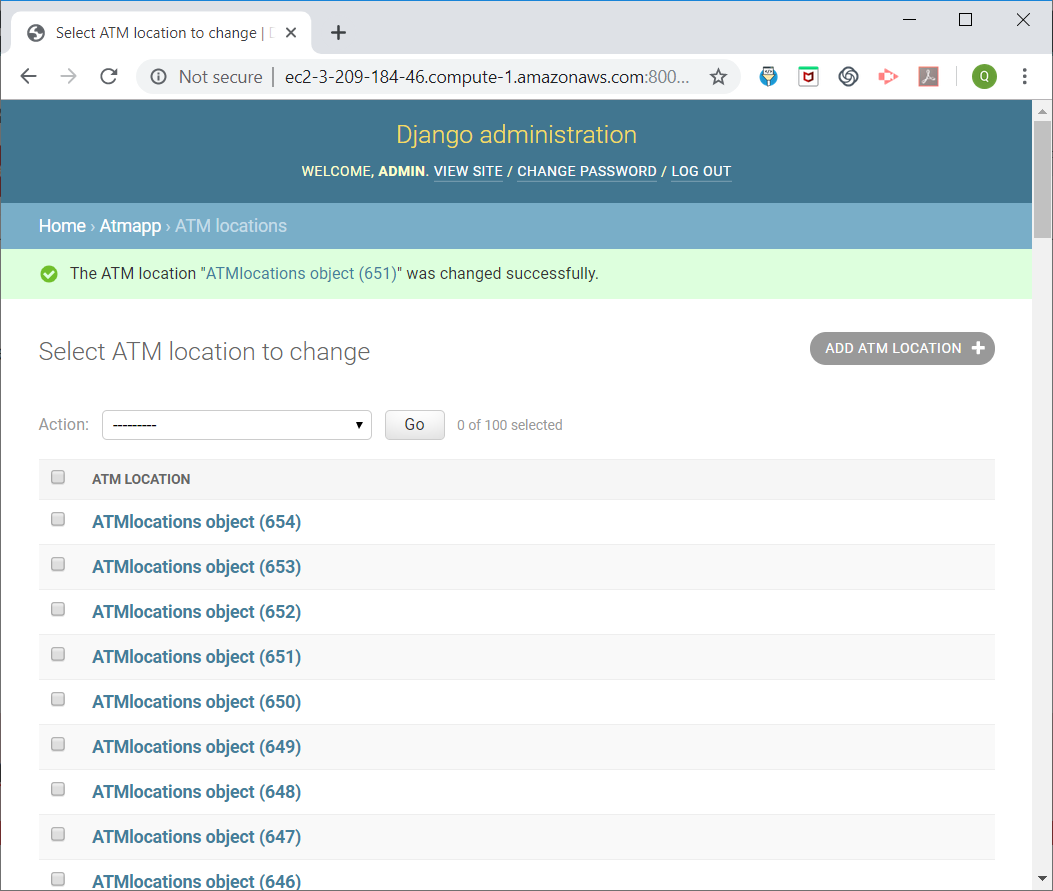 Select ATM location to change | D
Not secure | ec2-3-209-184-46.compute-1.amazonaws.com:800...
Q
Django administration
WELCOME, ADMIN. VIEW SITE / CHANGE PASSWORD / LOG OUT
Home › Atmapp › ATM locations
The ATM location "ATMlocations object (651)" was changed successfully.
Select ATM location to change
ADD ATM LOCATION +
Action: --------- Go 0 of 100 selected
ATM LOCATION
ATMlocations object (654)
ATMlocations object (653)
ATMlocations object (652)
ATMlocations object (651)
ATMlocations object (650)
ATMlocations object (649)
ATMlocations object (648)
ATMlocations object (647)
ATMlocations object (646)